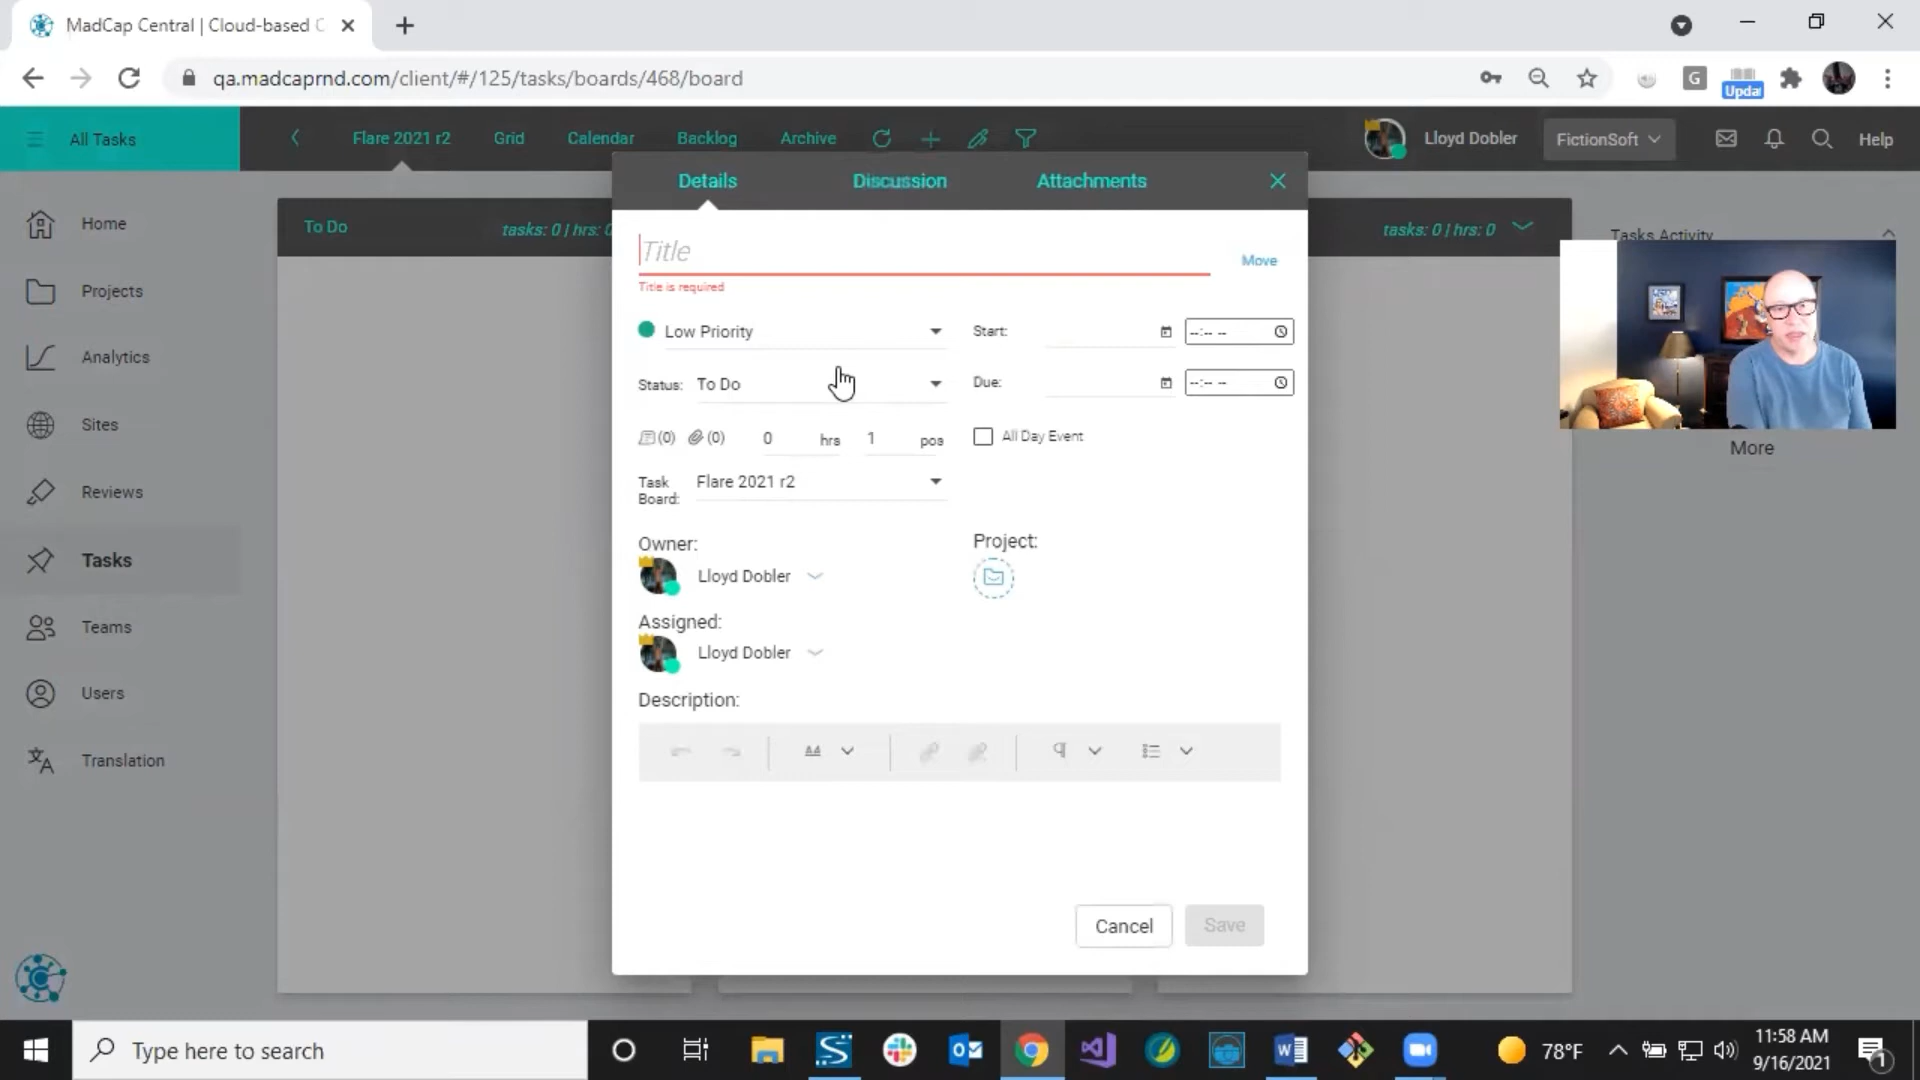 MadCap Central | Cloud-based C
qa.madcaprnd.com/client/#/125/tasks/boards/468/board
G
Updat
All Tasks
Flare 2021 r2 Grid Calendar Backlog Archive
Lloyd Dobler FictionSoft Help
Details Discussion Attachments
Home
Projects
Analytics
Sites
Reviews
Tasks
Teams
Users
Translation
To Do tasks: 0 | hrs: 0
tasks: 0 | hrs: 0
Tasks Activity
More
Title Move
Title is required
Low Priority Start: --:-- --
Status: To Do Due: --:-- --
(0) (0) 0 hrs 1 pos All Day Event
Task Board: Flare 2021 r2
Owner: Project:
Lloyd Dobler
Assigned:
Lloyd Dobler
Description:
Cancel Save
Type here to search
78°F
11:58 AM
9/16/2021
1